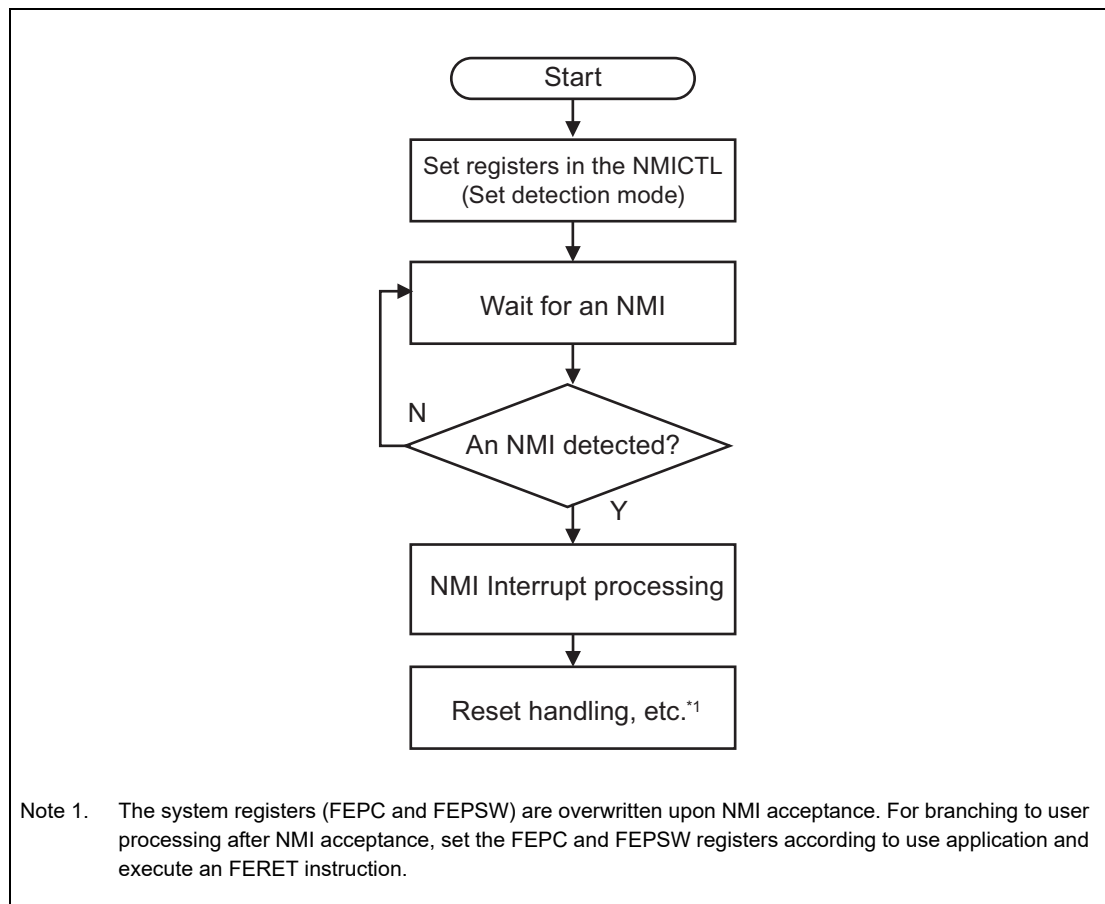 Start
Set registers in the NMICTL
(Set detection mode)
Wait for an NMI
N
An NMI detected?
Y
NMI Interrupt processing
Reset handling, etc.*1
Note 1. The system registers (FEPC and FEPSW) are overwritten upon NMI acceptance. For branching to user
processing after NMI acceptance, set the FEPC and FEPSW registers according to use application and
execute an FERET instruction.